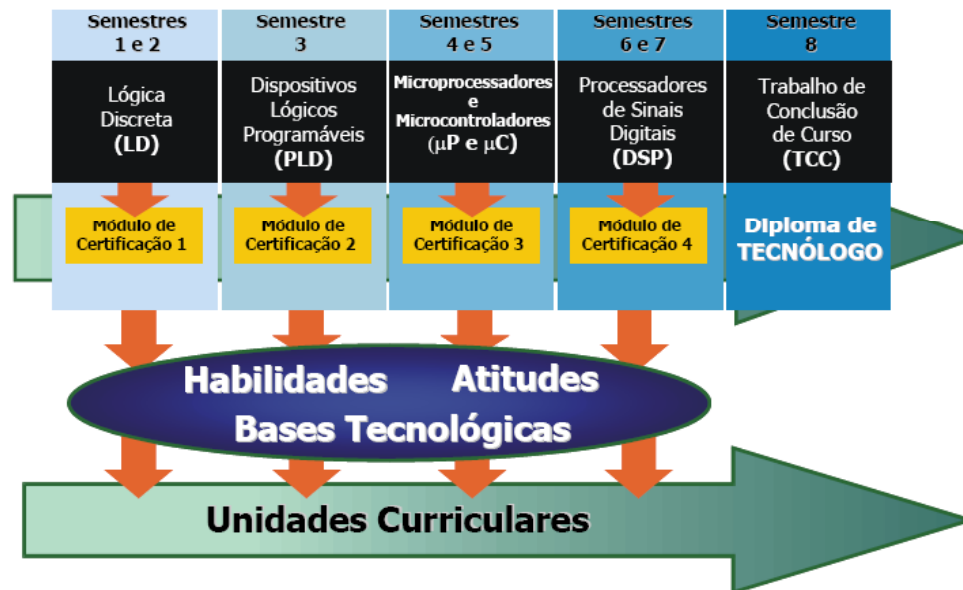 Semestres
1 e 2
Semestre
3
Semestres
4 e 5
Semestres
6 e 7
Semestre
8
Lógica
Discreta
(LD)
Dispositivos
Lógicos
Programáveis
(PLD)
Microprocessadores
e
Microcontroladores
(µP e µC)
Processadores
de Sinais
Digitais
(DSP)
Trabalho de
Conclusão
de Curso
(TCC)
Módulo de
Certificação 1
Módulo de
Certificação 2
Módulo de
Certificação 3
Módulo de
Certificação 4
Diploma de
TECNÓLOGO
Habilidades Atitudes
Bases Tecnológicas
Unidades Curriculares